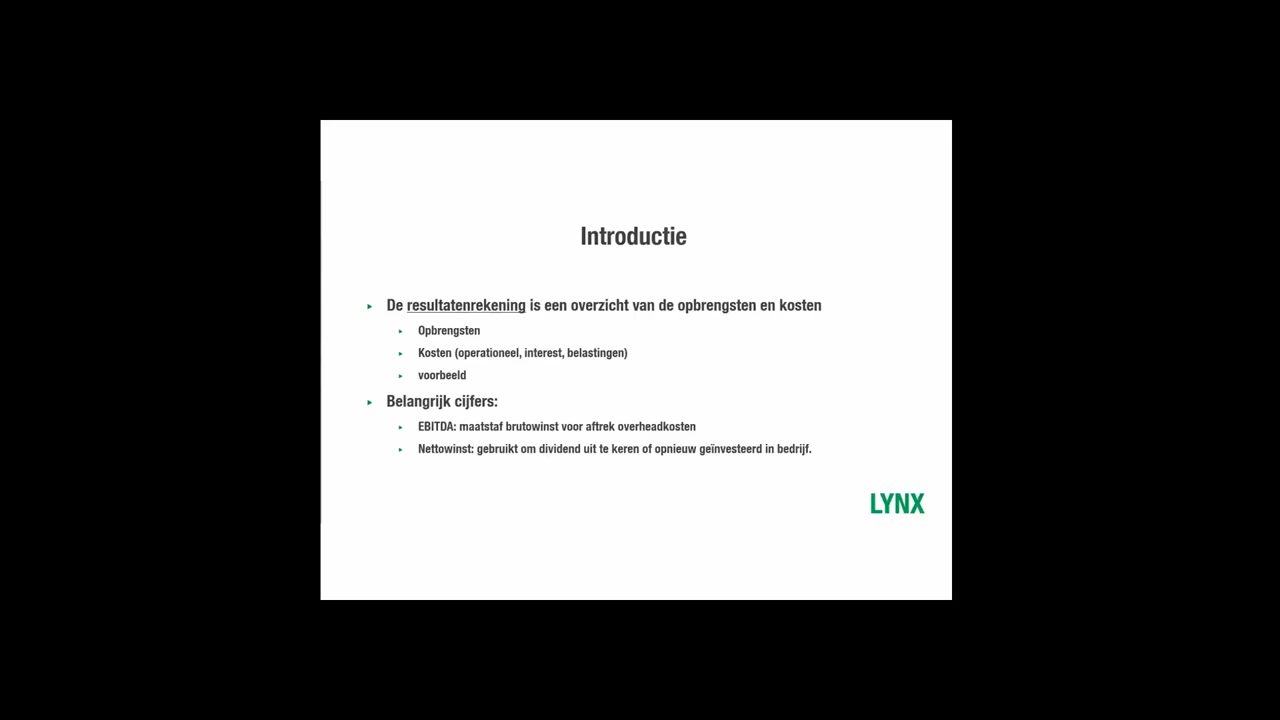 Introductie
De resultatenrekening is een overzicht van de opbrengsten en kosten
Opbrengsten
Kosten (operationeel, interest, belastingen)
voorbeeld
Belangrijk cijfers:
EBITDA: maatstaf brutowinst voor aftrek overheadkosten
Nettowinst: gebruikt om dividend uit te keren of opnieuw geïnvesteerd in bedrijf.
LYNX